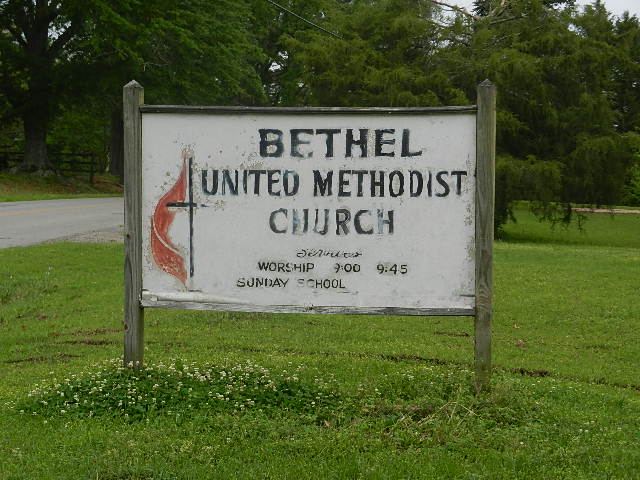 BETHEL
UNITED METHODIST
CHURCH
Services
WORSHIP 9:00 9:45
SUNDAY SCHOOL